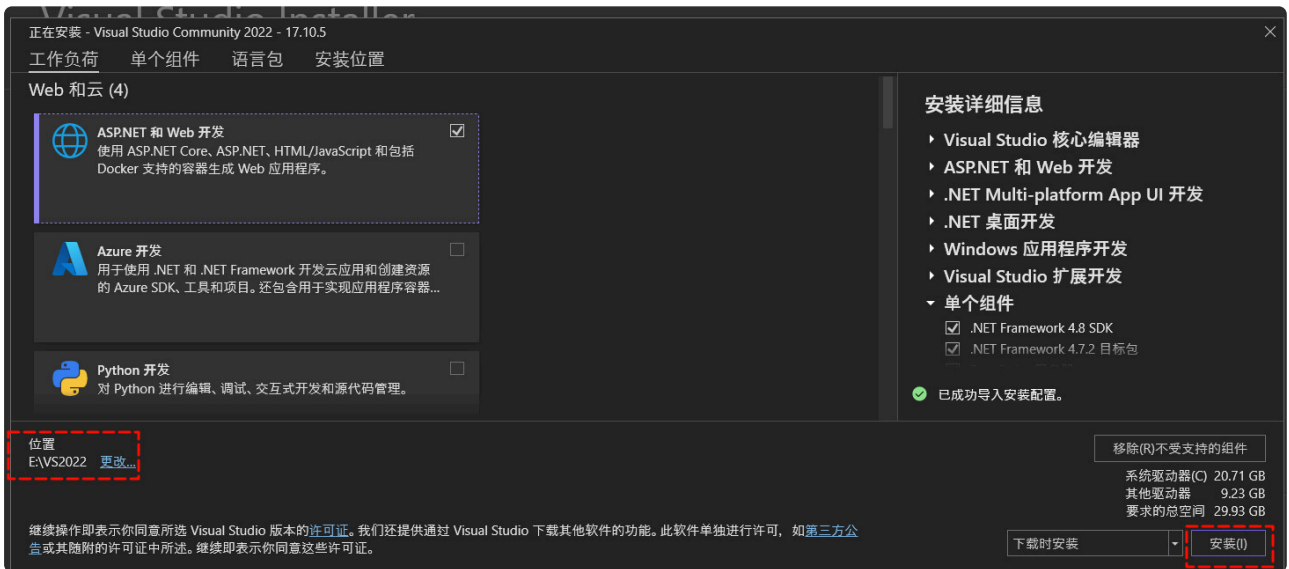 Visual Studio Installer
正在安装 - Visual Studio Community 2022 - 17.10.5
工作负荷 单个组件 语言包 安装位置
Web 和云 (4)
ASP.NET 和 Web 开发
使用 ASP.NET Core、ASP.NET、HTML/JavaScript 和包括
Docker 支持的容器生成 Web 应用程序。
Azure 开发
用于使用 .NET 和 .NET Framework 开发云应用和创建资源
的 Azure SDK、工具和项目。还包含用于实现应用程序容器...
Python 开发
对 Python 进行编辑、调试、交互式开发和源代码管理。
安装详细信息
Visual Studio 核心编辑器
ASP.NET 和 Web 开发
.NET Multi-platform App UI 开发
.NET 桌面开发
Windows 应用程序开发
Visual Studio 扩展开发
单个组件
.NET Framework 4.8 SDK
.NET Framework 4.7.2 目标包
已成功导入安装配置。
位置
E:\VS2022 更改...
移除(R)不受支持的组件
系统驱动器(C) 20.71 GB
其他驱动器 9.23 GB
要求的总空间 29.93 GB
继续操作即表示你同意所选 Visual Studio 版本的许可证。我们还提供通过 Visual Studio 下载其他软件的功能。此软件单独进行许可，如第三方公
告或其随附的许可证中所述。继续即表示你同意这些许可证。
下载时安装 安装(I)